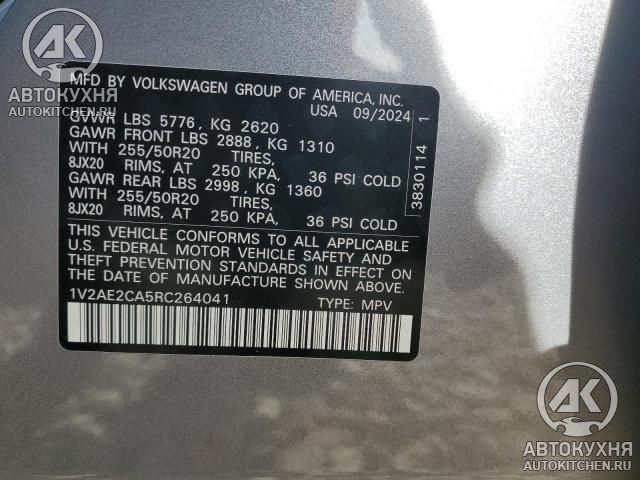 AK
АВТОКУХНЯ
AUTOKITCHEN.RU
MFD BY VOLKSWAGEN GROUP OF AMERICA, INC.
USA 09/2024
GVWR LBS 5776, KG 2620
GAWR FRONT LBS 2888, KG 1310
WITH 255/50R20 TIRES,
8JX20 RIMS, AT 250 KPA, 36 PSI COLD
GAWR REAR LBS 2998, KG 1360
WITH 255/50R20 TIRES,
8JX20 RIMS, AT 250 KPA, 36 PSI COLD
THIS VEHICLE CONFORMS TO ALL APPLICABLE
U.S. FEDERAL MOTOR VEHICLE SAFETY AND
THEFT PREVENTION STANDARDS IN EFFECT ON
THE DATE OF MANUFACTURE SHOWN ABOVE.
1V2AE2CA5RC264041 TYPE: MPV
3830114 1
AK
АВТОКУХНЯ
AUTOKITCHEN.RU